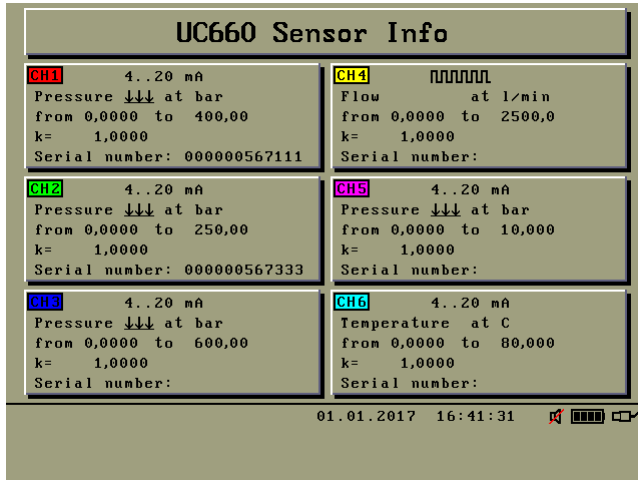 UC660 Sensor Info
CH1 4..20 mA
Pressure ↓↓↓ at bar
from 0,0000 to 400,00
k= 1,0000
Serial number: 000000567111
CH2 4..20 mA
Pressure ↓↓↓ at bar
from 0,0000 to 250,00
k= 1,0000
Serial number: 000000567333
CH3 4..20 mA
Pressure ↓↓↓ at bar
from 0,0000 to 600,00
k= 1,0000
Serial number:
CH4
Flow at l/min
from 0,0000 to 2500,0
k= 1,0000
Serial number:
CH5 4..20 mA
Pressure ↓↓↓ at bar
from 0,0000 to 10,000
k= 1,0000
Serial number:
CH6 4..20 mA
Temperature at C
from 0,0000 to 80,000
k= 1,0000
Serial number:
01.01.2017 16:41:31